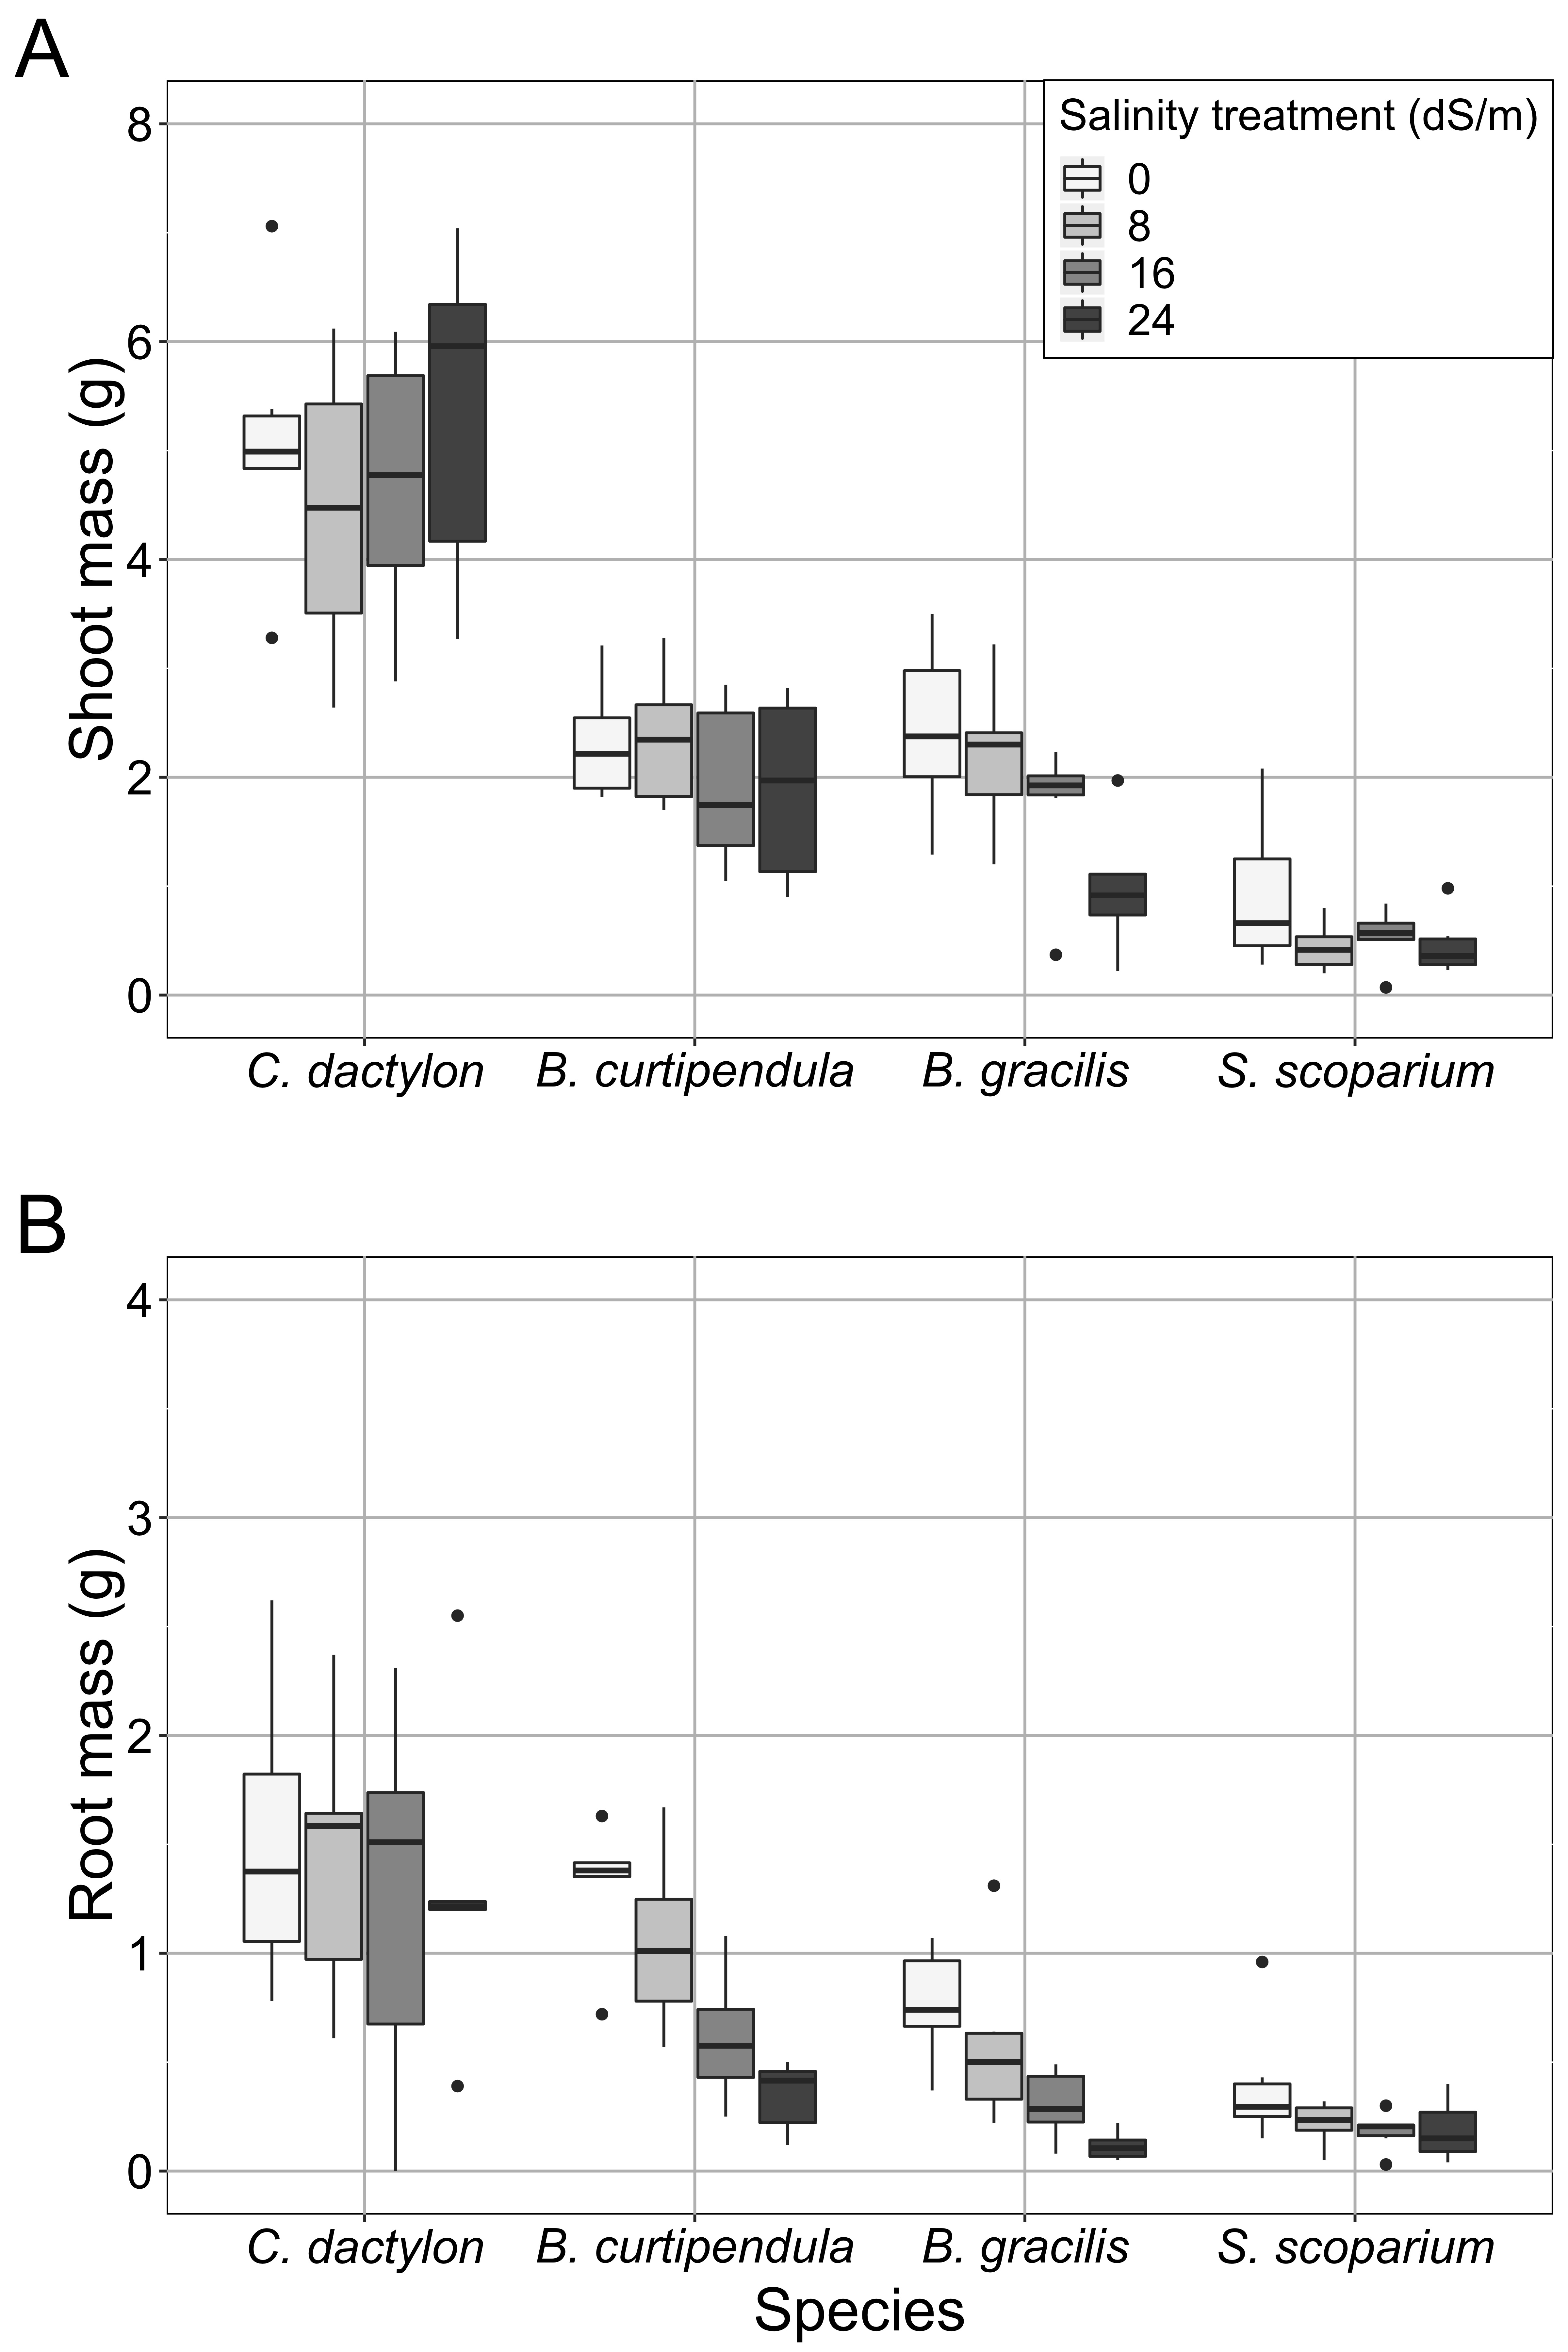 A
Salinity treatment (dS/m)
0
8
16
24
8
6
4
2
0
Shoot mass (g)
C. dactylon B. curtipendula B. gracilis S. scoparium
B
4
3
2
1
0
Root mass (g)
C. dactylon B. curtipendula B. gracilis S. scoparium
Species